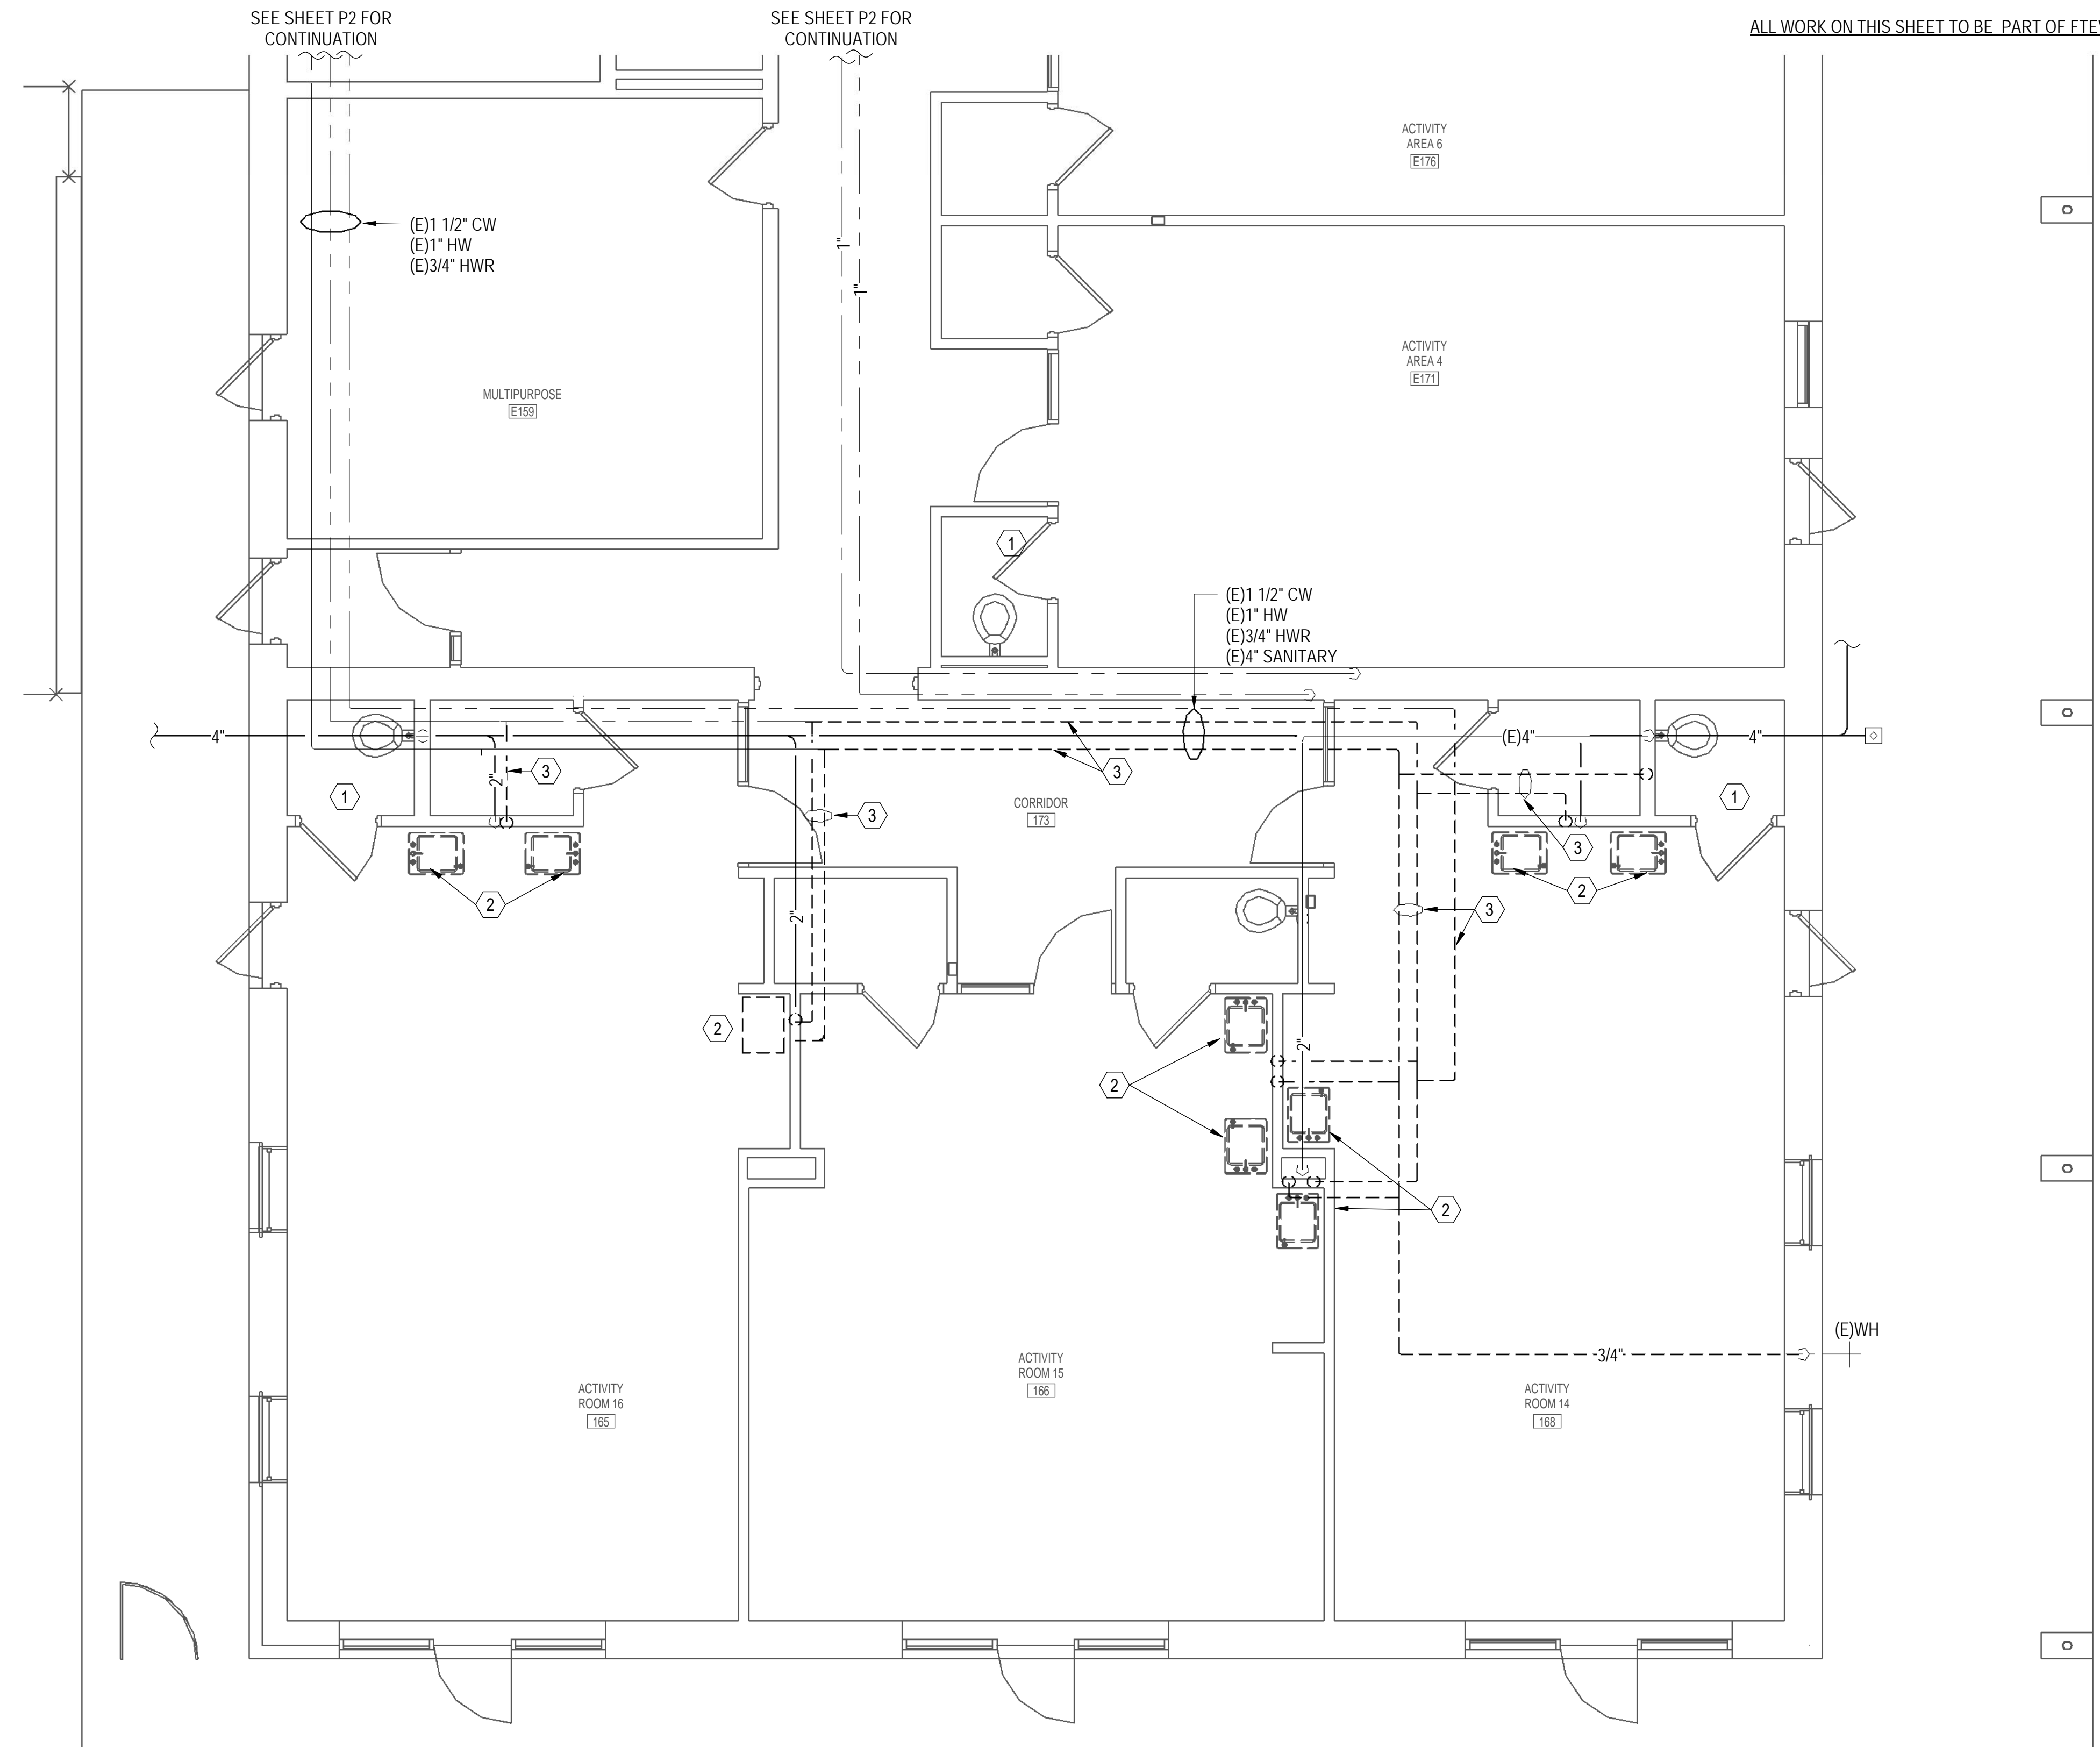 SEE SHEET P2 FOR
CONTINUATION
SEE SHEET P2 FOR
CONTINUATION
ALL WORK ON THIS SHEET TO BE PART OF
ACTIVITY
AREA 6
E176
(E)1 1/2" CW
(E)1" HW
(E)3/4" HWR
1"
1"
ACTIVITY
AREA 4
E171
MULTIPURPOSE
E159
1
(E)1 1/2" CW
(E)1" HW
(E)3/4" HWR
(E)4" SANITARY
4"
(E)4"
4"
2"
3
3
1
1
CORRIDOR
173
3
3
2
2
2"
3
2
2"
2
2
(E)WH
3/4"
ACTIVITY
ROOM 16
165
ACTIVITY
ROOM 15
166
ACTIVITY
ROOM 14
168